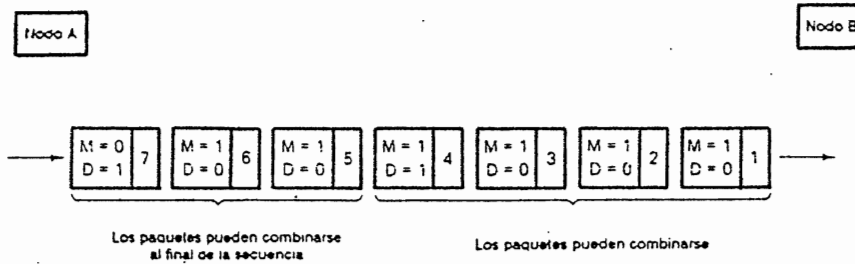 Nodo A
Nodo B
M = 0
D = 1
7
M = 1
D = 0
6
M = 1
D = 0
5
M = 1
D = 1
4
M = 1
D = 0
3
M = 1
D = 0
2
M = 1
D = 0
1
Los paquetes pueden combinarse
al final de la secuencia
Los paquetes pueden combinarse